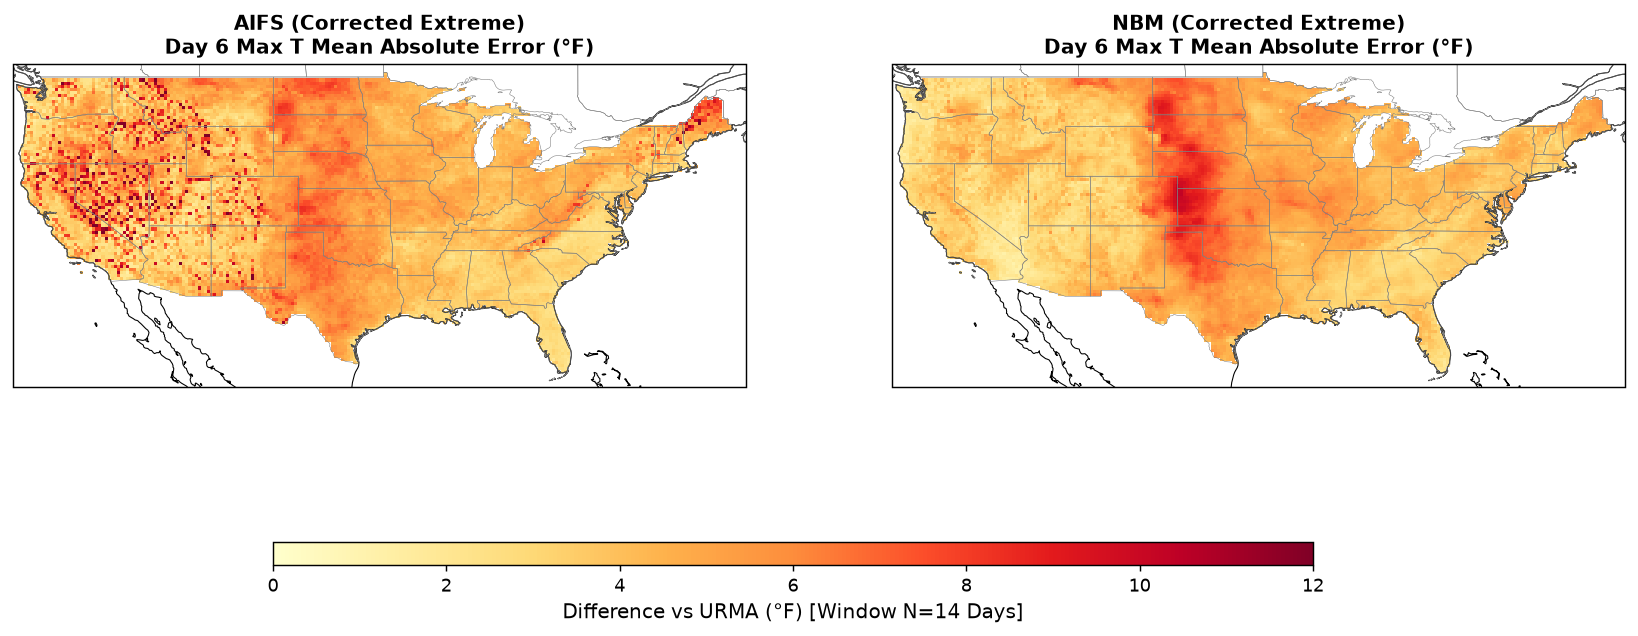 AIFS (Corrected Extreme)
Day 6 Max T Mean Absolute Error (°F)
NBM (Corrected Extreme)
Day 6 Max T Mean Absolute Error (°F)
0 2 4 6 8 10 12
Difference vs URMA (°F) [Window N=14 Days]